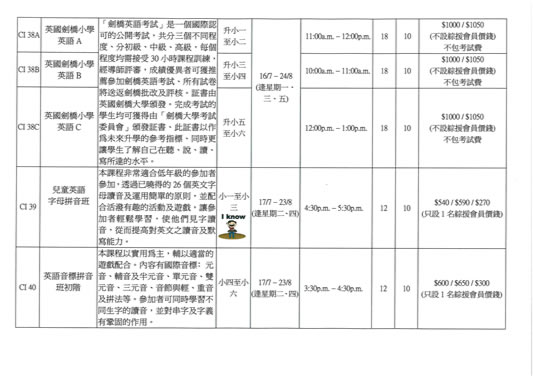 CI 38A
英國劍橋小學
英語 A
「劍橋英語考試」是一個國際認
可的公開考試，共分三個不同程
度、分初級、中級、高級，每個
程度均需接受 30 小時課程訓練，
經導師評審，成績優異者可獲推
薦參加劍橋英語考試。所有試卷
將送返劍橋批改及評核。証書由
英國劍橋大學頒發。完成考試的
學生均可獲得由「劍橋大學考試
委員會」頒發証書。此証書以作
為未來升學的參考指標，同時更
讓學生了解自己在聽、說、讀、
寫所達的水平。
升小一
至小二
16/7 – 24/8
(逢星期一、
三、五)
11:00a.m. – 12:00p.m.
18
10
$1000 / $1050
(不設綜援會員價錢)
不包考試費
CI 38B
英國劍橋小學
英語 B
升小三
至小四
10:00a.m. – 11:00a.m.
18
10
$1000 / $1050
(不設綜援會員價錢)
不包考試費
CI 38C
英國劍橋小學
英語 C
升小五
至小六
12:00p.m. – 1:00p.m.
18
10
$1000 / $1050
(不設綜援會員價錢)
不包考試費
CI 39
兒童英語
字母拼音班
本課程非常適合低年級的參加者
參加，透過已曉得的 26 個英文字
母讀音及運用簡單的原則，並配
合活潑有趣的活動及遊戲，讓參
加者輕鬆學習，使他們見字讀
音，從而提高對英文之讀音及默
寫能力。
小一至小
三
I know
17/7 – 23/8
(逢星期二、四)
4:30p.m. – 5:30p.m.
12
10
$540 / $590 / $270
(只設 1 名綜援會員價錢)
CI 40
英語音標拼音
班初階
本課程以實用爲主，輔以適當的
遊戲配合。內容有國際音標：元
音、輔音及半元音、單元音、雙
元音、三元音、音節與輕、重音
及拼法等。參加者可同時學習不
同生字的讀音，並對串字及字義
有鞏固的作用。
小四至小
六
17/7 – 23/8
(逢星期二、四)
3:30p.m. – 4:30p.m.
12
10
$600 / $650 / $300
(只設 1 名綜援會員價錢)